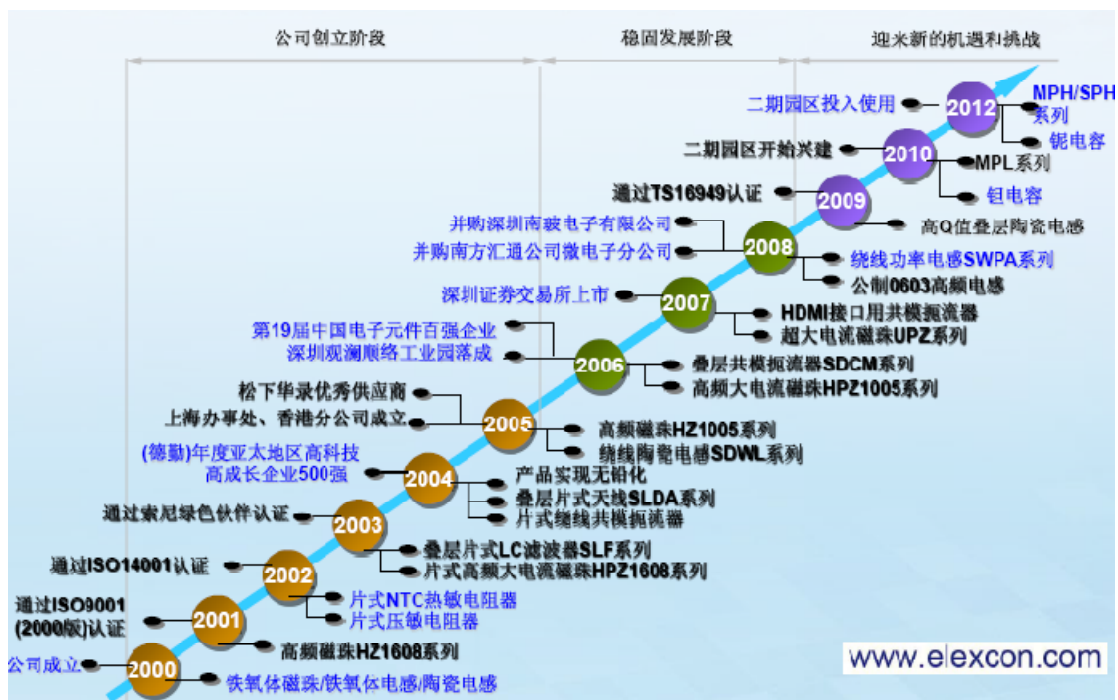 公司创立阶段
稳固发展阶段
迎来新的机遇和挑战
二期园区投入使用
2012
MPH/SPH
系列
铌电容
二期园区开始兴建
2010
MPL系列
钽电容
通过TS16949认证
2009
高Q值叠层陶瓷电感
并购深圳南玻电子有限公司
并购南方汇通公司微电子分公司
2008
绕线功率电感SWPA系列
公制0603高频电感
深圳证券交易所上市
2007
HDMI接口用共模扼流器
超大电流磁珠UPZ系列
第19届中国电子元件百强企业
深圳观澜顺络工业园落成
2006
叠层共模扼流器SDCM系列
高频大电流磁珠HPZ1005系列
松下华录优秀供应商
上海办事处、香港分公司成立
2005
高频磁珠HZ1005系列
绕线陶瓷电感SDWL系列
(德勤)年度亚太地区高科技
高成长企业500强
2004
产品实现无铅化
叠层片式天线SLDA系列
片式绕线共模扼流器
通过索尼绿色伙伴认证
2003
叠层片式LC滤波器SLF系列
片式高频大电流磁珠HPZ1608系列
通过ISO14001认证
2002
片式NTC热敏电阻器
片式压敏电阻器
通过ISO9001
(2000版)认证
2001
高频磁珠HZ1608系列
公司成立
2000
铁氧体磁珠/铁氧体电感/陶瓷电感
www.elexcon.com